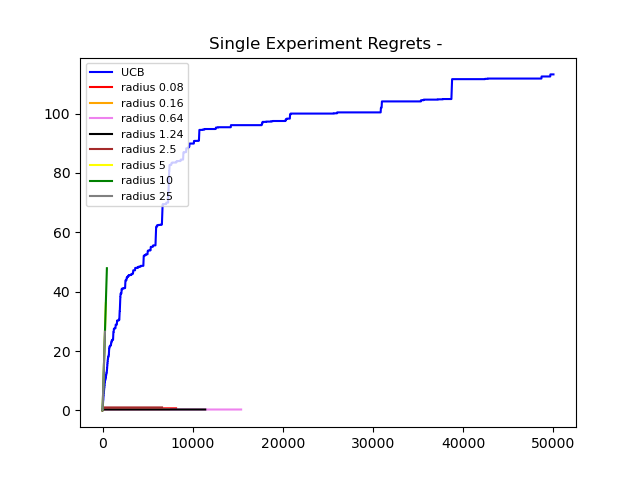 Single Experiment Regrets -
UCB
radius 0.08
radius 0.16
radius 0.64
radius 1.24
radius 2.5
radius 5
radius 10
radius 25
100
80
60
40
20
0
0 10000 20000 30000 40000 50000